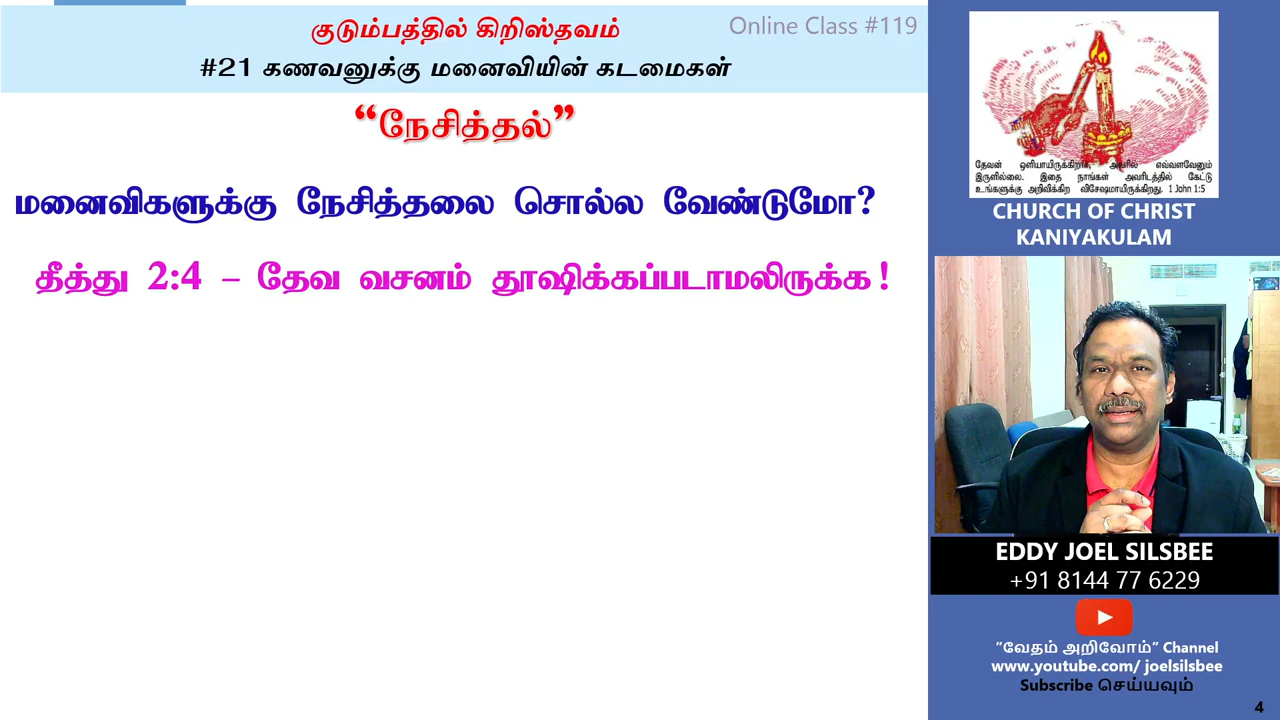 குடும்பத்தில் கிறிஸ்தவம்
Online Class #119
#21 கணவனுக்கு மனைவியின் கடமைகள்
“நேசித்தல்”
மனைவிகளுக்கு நேசித்தலை சொல்ல வேண்டுமோ?
தீத்து 2:4 – தேவ வசனம் தூஷிக்கப்படாமலிருக்க!
தேவன் ஒளியாயிருக்கிறார், அவரில் எவ்வளவேனும்
இருளில்லை. இதை நாங்கள் அவரிடத்தில் கேட்டு
உங்களுக்கு அறிவிக்கிற விசேஷமாயிருக்கிறது. 1 John 1:5
CHURCH OF CHRIST
KANIYAKULAM
EDDY JOEL SILSBEE
+91 8144 77 6229
”வேதம் அறிவோம்” Channel
www.youtube.com/ joelsilsbee
Subscribe செய்யவும்
4